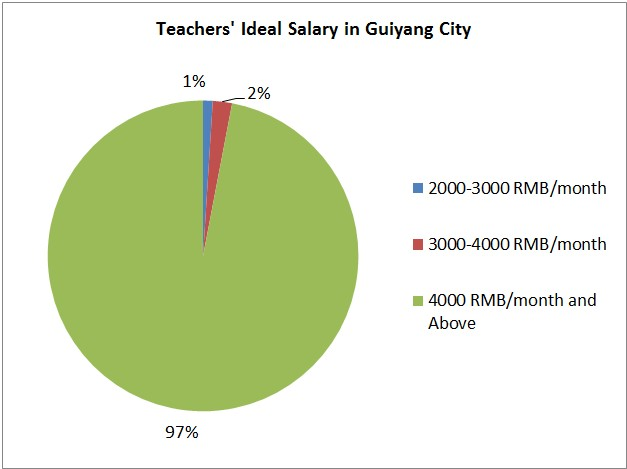 Teachers' Ideal Salary in Guiyang City
1%
2%
2000-3000 RMB/month
3000-4000 RMB/month
4000 RMB/month and
Above
97%